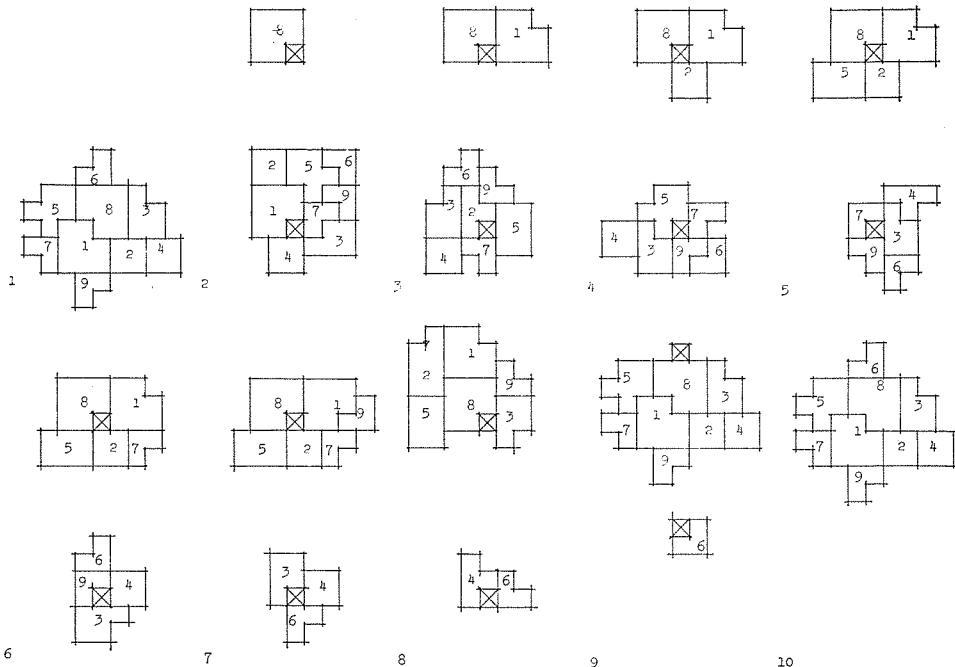 8 8 1 8 1 2 8 1 5 2
6 5 8 3 7 1 2 4 9
2 5 6 1 7 9 3 4
6 3 2 9 5 4 7
5 7 4 3 9 6
4 7 3 9 6
1 2 3 4 5
8 1 5 2 7
8 1 9 5 2 7
7 1 2 9 5 8 3
5 8 3 1 7 2 4 9
6 8 5 3 1 7 2 4 9
6 9 4 3
3 4 6
4 6
6
6 7 8 9 10